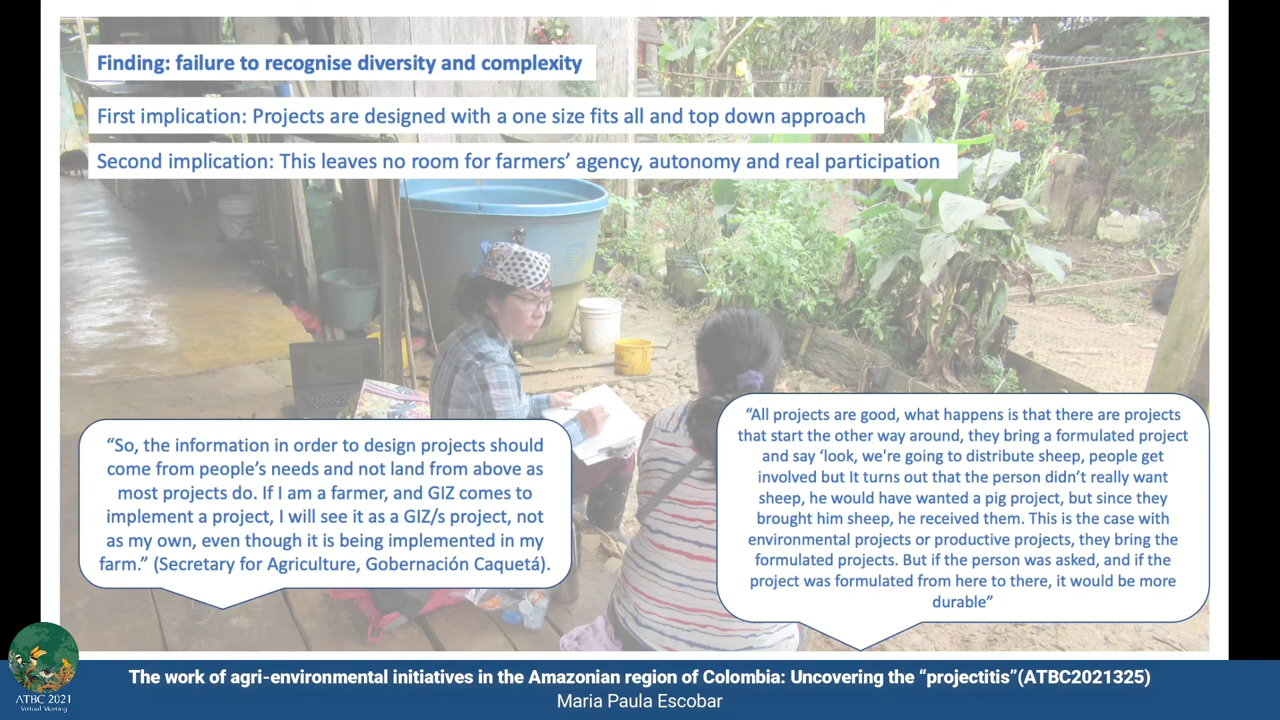 Finding: failure to recognise diversity and complexity
First implication: Projects are designed with a one size fits all and top down approach
Second implication: This leaves no room for farmers’ agency, autonomy and real participation
“So, the information in order to design projects should
come from people’s needs and not land from above as
most projects do. If I am a farmer, and GIZ comes to
implement a project, I will see it as a GIZ/s project, not
as my own, even though it is being implemented in my
farm.” (Secretary for Agriculture, Gobernación Caquetá).
“All projects are good, what happens is that there are projects
that start the other way around, they bring a formulated project
and say ‘look, we're going to distribute sheep, people get
involved but It turns out that the person didn’t really want
sheep, he would have wanted a pig project, but since they
brought him sheep, he received them. This is the case with
environmental projects or productive projects, they bring the
formulated projects. But if the person was asked, and if the
project was formulated from here to there, it would be more
durable”
ATBC 2021
Virtual Meeting
The work of agri-environmental initiatives in the Amazonian region of Colombia: Uncovering the “projectitis”(ATBC2021325)
Maria Paula Escobar